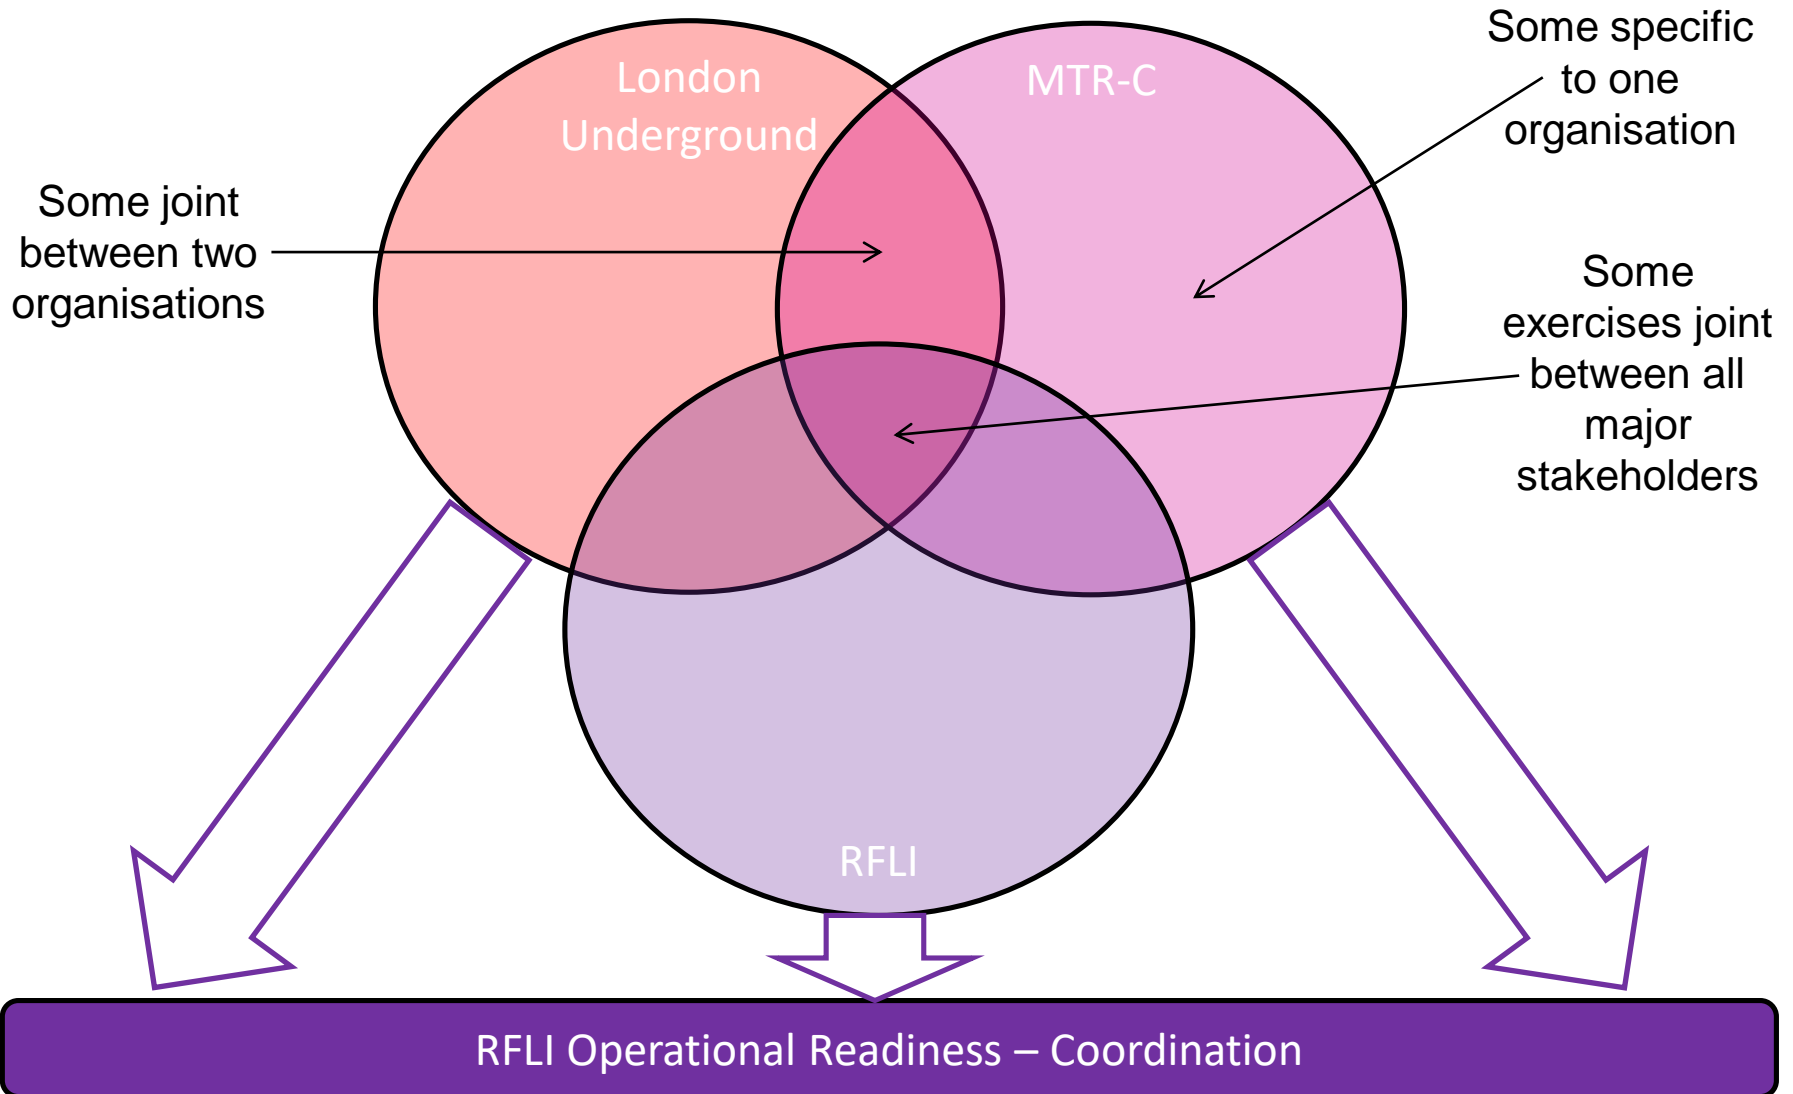 London
Underground
MTR-C
Some specific
to one
organisation
Some joint
between two
organisations
Some
exercises joint
between all
major
stakeholders
RFLI
RFLI Operational Readiness – Coordination